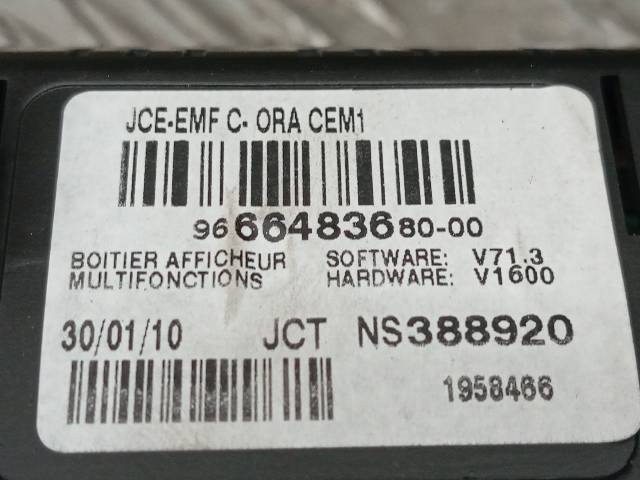 JCE-EMF C- ORA CEM1
9666483680-00
BOITIER AFFICHEUR SOFTWARE: V71.3
MULTIFONCTIONS HARDWARE: V1600
30/01/10 JCT NS388920
1958466